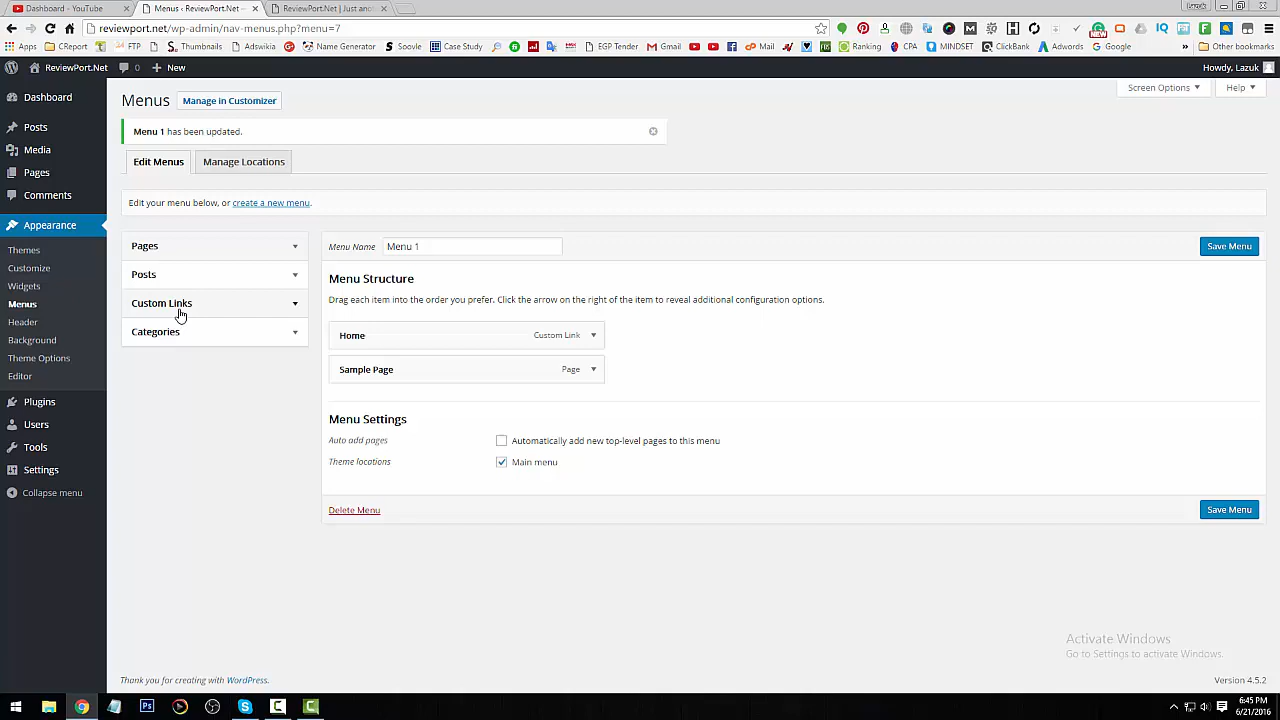 Dashboard - YouTube
Menus ‹ ReviewPort.Net —
ReviewPort.Net | Just anot
reviewport.net/wp-admin/nav-menus.php?menu=7
Apps
CReport
FTP
Thumbnails
Adswikia
Name Generator
5oovle
Case Study
EGP Tender
Gmail
Mail
Ranking
CPA
MINDSET
ClickBank
Adwords
Google
»
Other bookmarks
ReviewPort.Net
0
New
Howdy, Lazuk
Dashboard
Posts
Media
Pages
Comments
Appearance
Themes
Customize
Widgets
Menus
Header
Background
Theme Options
Editor
Plugins
Users
Tools
Settings
Collapse menu
Screen Options
Help
Menus
Manage in Customizer
Menu 1 has been updated.
Edit Menus
Manage Locations
Edit your menu below, or create a new menu.
Pages
Posts
Custom Links
Categories
Menu Name
Menu 1
Save Menu
Menu Structure
Drag each item into the order you prefer. Click the arrow on the right of the item to reveal additional configuration options.
Home
Custom Link
Sample Page
Page
Menu Settings
Auto add pages
Automatically add new top-level pages to this menu
Theme locations
Main menu
Delete Menu
Save Menu
Activate Windows
Go to Settings to activate Windows.
Thank you for creating with WordPress.
Version 4.5.2
6:45 PM
6/21/2016